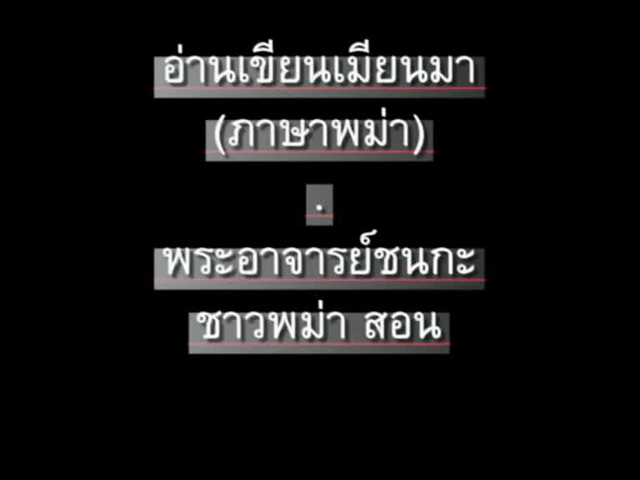 อ่านเขียนเมียนมา
(ภาษาพม่า)
.
พระอาจารย์ชนกะ
ชาวพม่า สอน